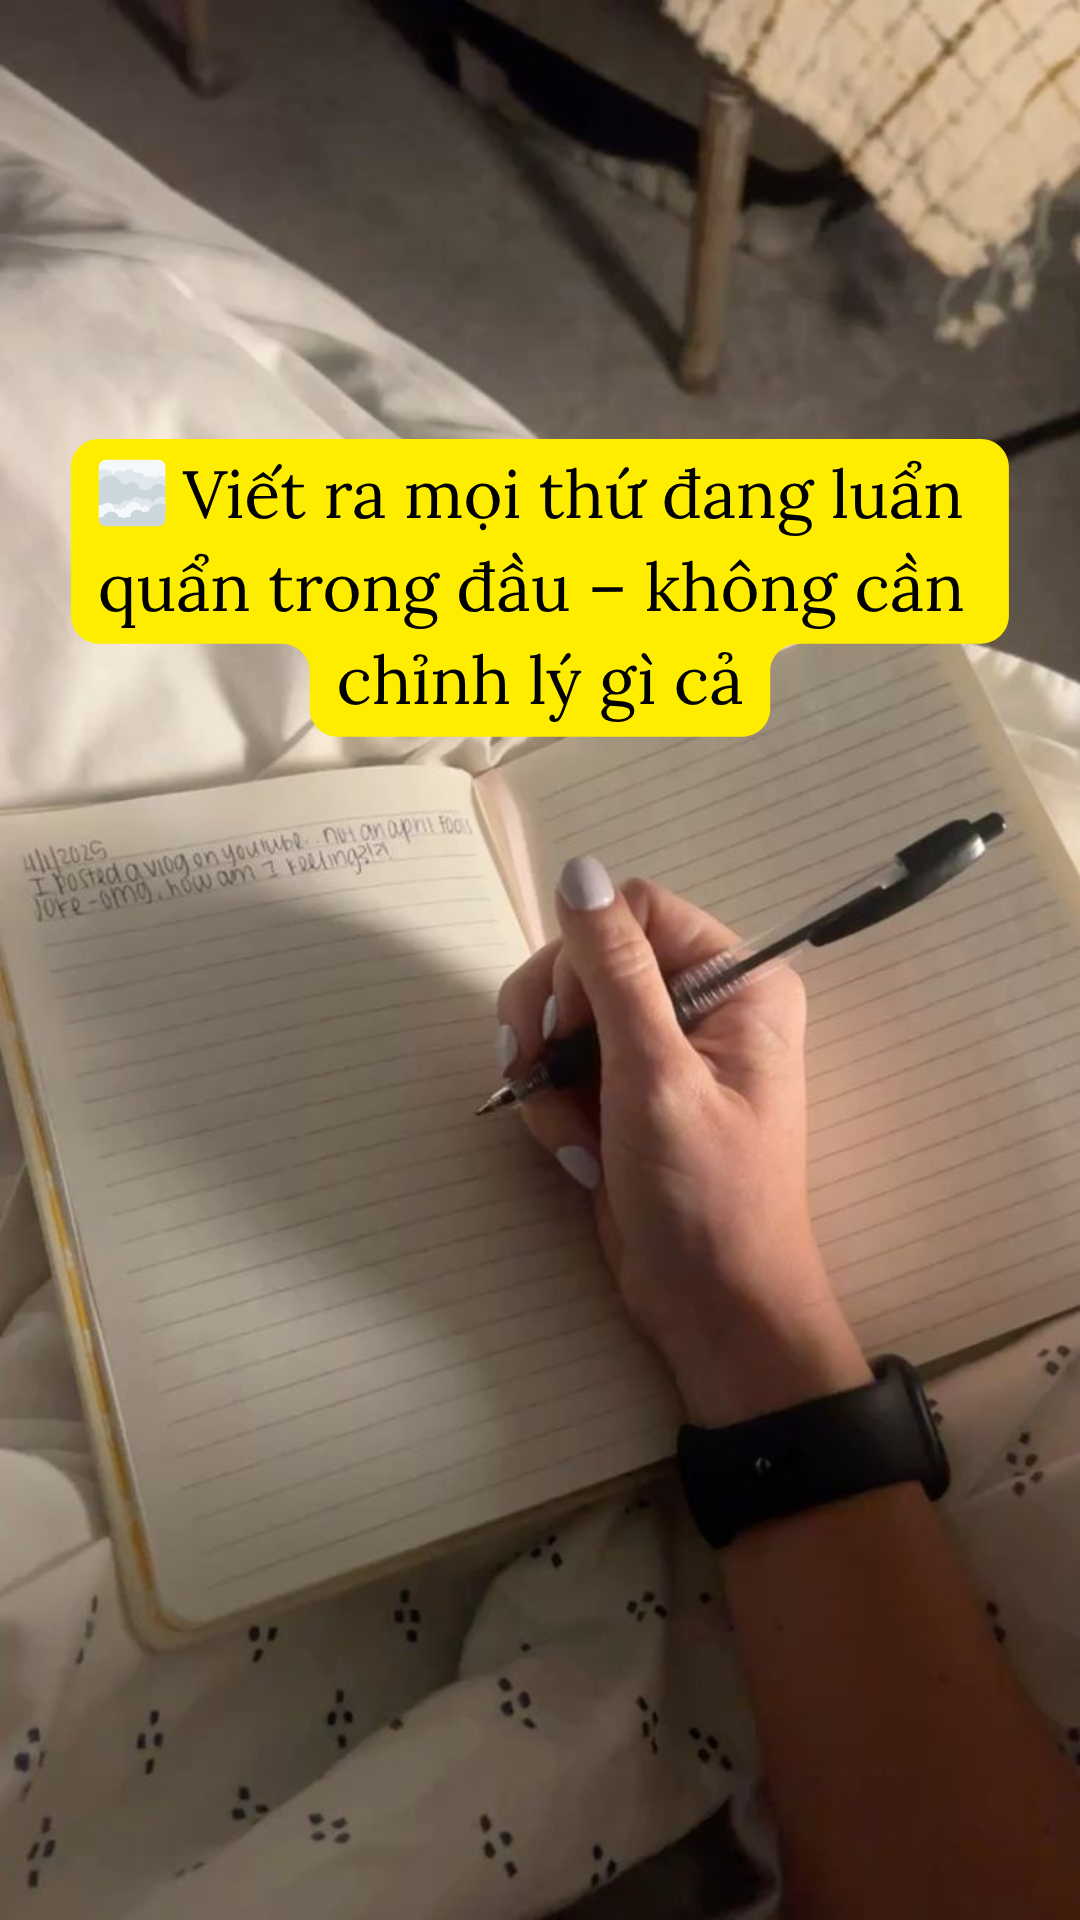 🌫️ Viết ra mọi thứ đang luẩn
quẩn trong đầu – không cần
chỉnh lý gì cả
4/1/2025
I posted a vlog on youtube.. not an april fools
joke - omg, how am I feeling?!?!